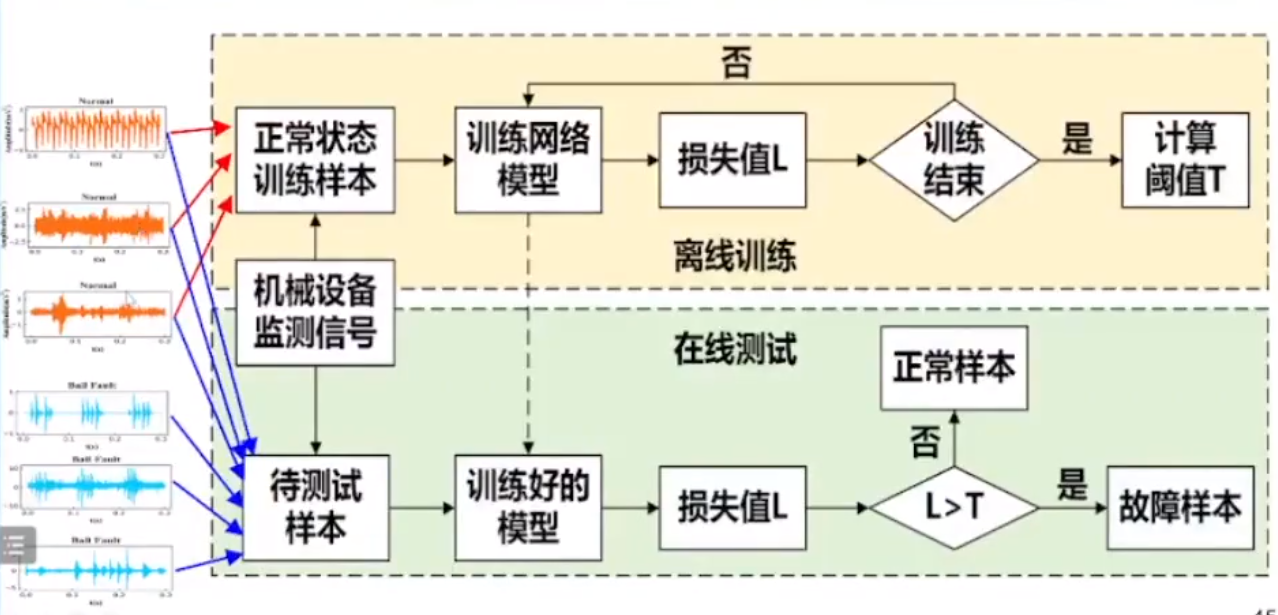 Normal
Normal
Normal
Ball Fault
Ball Fault
Ball Fault
否
正常状态
训练样本
训练网络
模型
损失值L
训练
结束
是
计算
阈值T
离线训练
机械设备
监测信号
在线测试
正常样本
否
待测试
样本
训练好的
模型
损失值L
L>T
是
故障样本